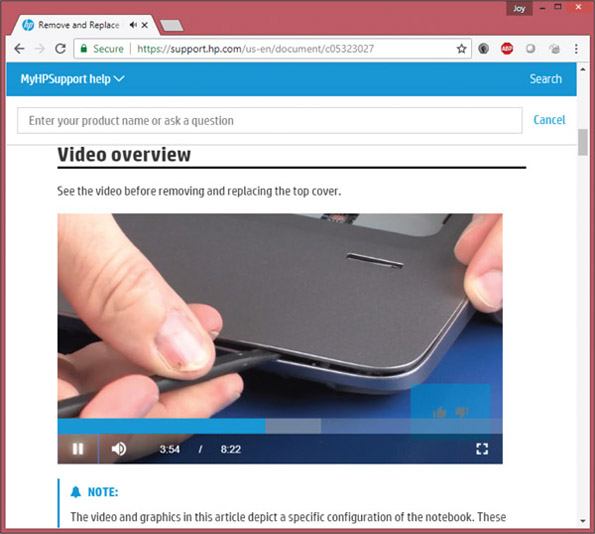 Joy
hp Remove and Replace
Secure https://support.hp.com/us-en/document/c05323027
ABP
MyHPSupport help Search
Enter your product name or ask a question Cancel
Video overview
See the video before removing and replacing the top cover.
3:54 / 8:22
NOTE:
The video and graphics in this article depict a specific configuration of the notebook. These